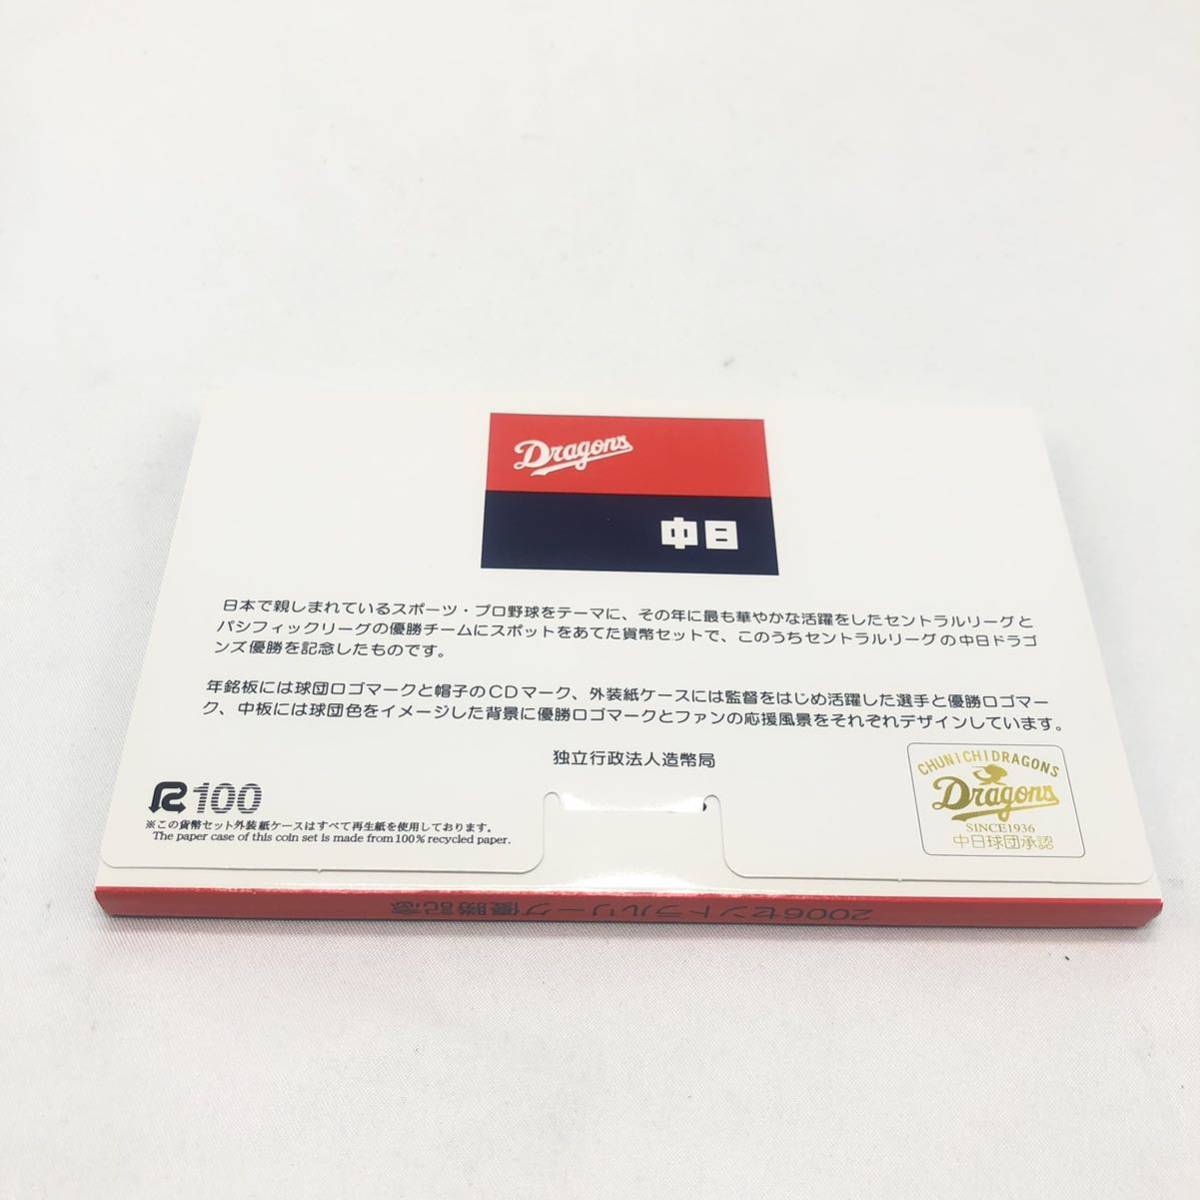 Dragons
中日
日本で親しまれているスポーツ・プロ野球をテーマに、その年に最も華やかな活躍をしたセントラルリーグと
パシフィックリーグの優勝チームにスポットをあてた貨幣セットで、このうちセントラルリーグの中日ドラゴ
ンズ優勝を記念したものです。
年銘板には球団ロゴマークと帽子のCDマーク、外装紙ケースには監督をはじめ活躍した選手と優勝ロゴマー
ク、中板には球団色をイメージした背景に優勝ロゴマークとファンの応援風景をそれぞれデザインしています。
独立行政法人造幣局
R100
※この貨幣セット外装紙ケースはすべて再生紙を使用しております。
The paper case of this coin set is made from 100% recycled paper.
CHUNICHI DRAGONS
Dragons
SINCE1936
中日球団承認
2006セントラルリーグ優勝記念